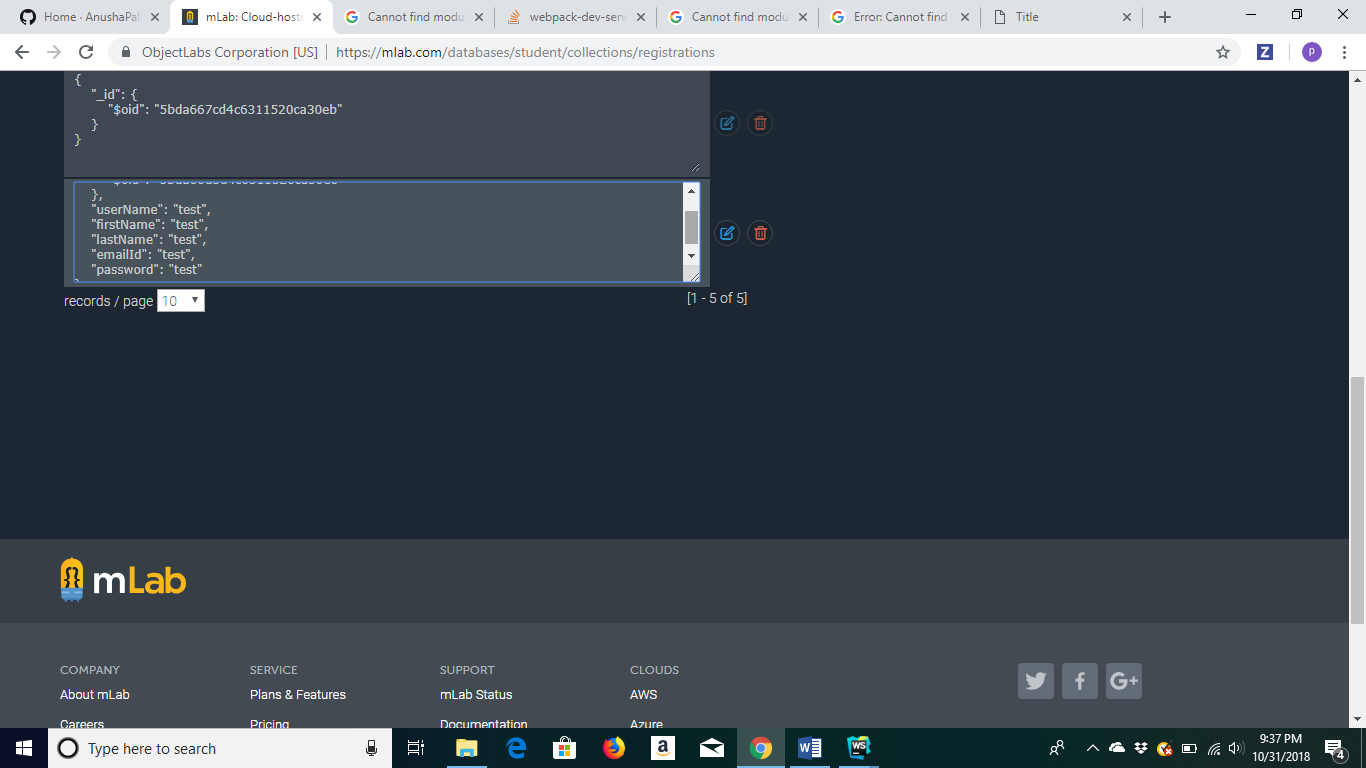 Home · AnushaPal
mLab: Cloud-hoste
Cannot find modu
webpack-dev-serv
Cannot find modu
Error: Cannot find
Title
ObjectLabs Corporation [US]
https://mlab.com/databases/student/collections/registrations
Z
p
{
"_id": {
"$oid": "5bda667cd4c6311520ca30eb"
}
}
},
"userName": "test",
"firstName": "test",
"lastName": "test",
"emailId": "test",
"password": "test"
records / page 10
[1 - 5 of 5]
mLab
COMPANY SERVICE SUPPORT CLOUDS
About mLab Plans & Features mLab Status AWS
Careers Pricing Documentation Azure
f G+
Type here to search
a
W
WS
9:37 PM
10/31/2018
4